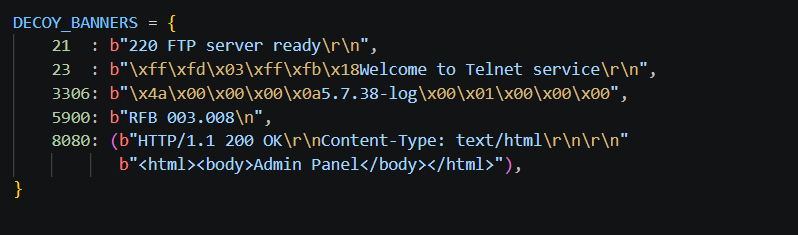 DECOY_BANNERS = {
21 : b"220 FTP server ready\r\n",
23 : b"\xff\xfd\x03\xff\xfb\x18Welcome to Telnet service\r\n",
3306: b"\x4a\x00\x00\x00\x0a5.7.38-log\x00\x01\x00\x00\x00",
5900: b"RFB 003.008\n",
8080: (b"HTTP/1.1 200 OK\r\nContent-Type: text/html\r\n\r\n"
b"<html><body>Admin Panel</body></html>"),
}